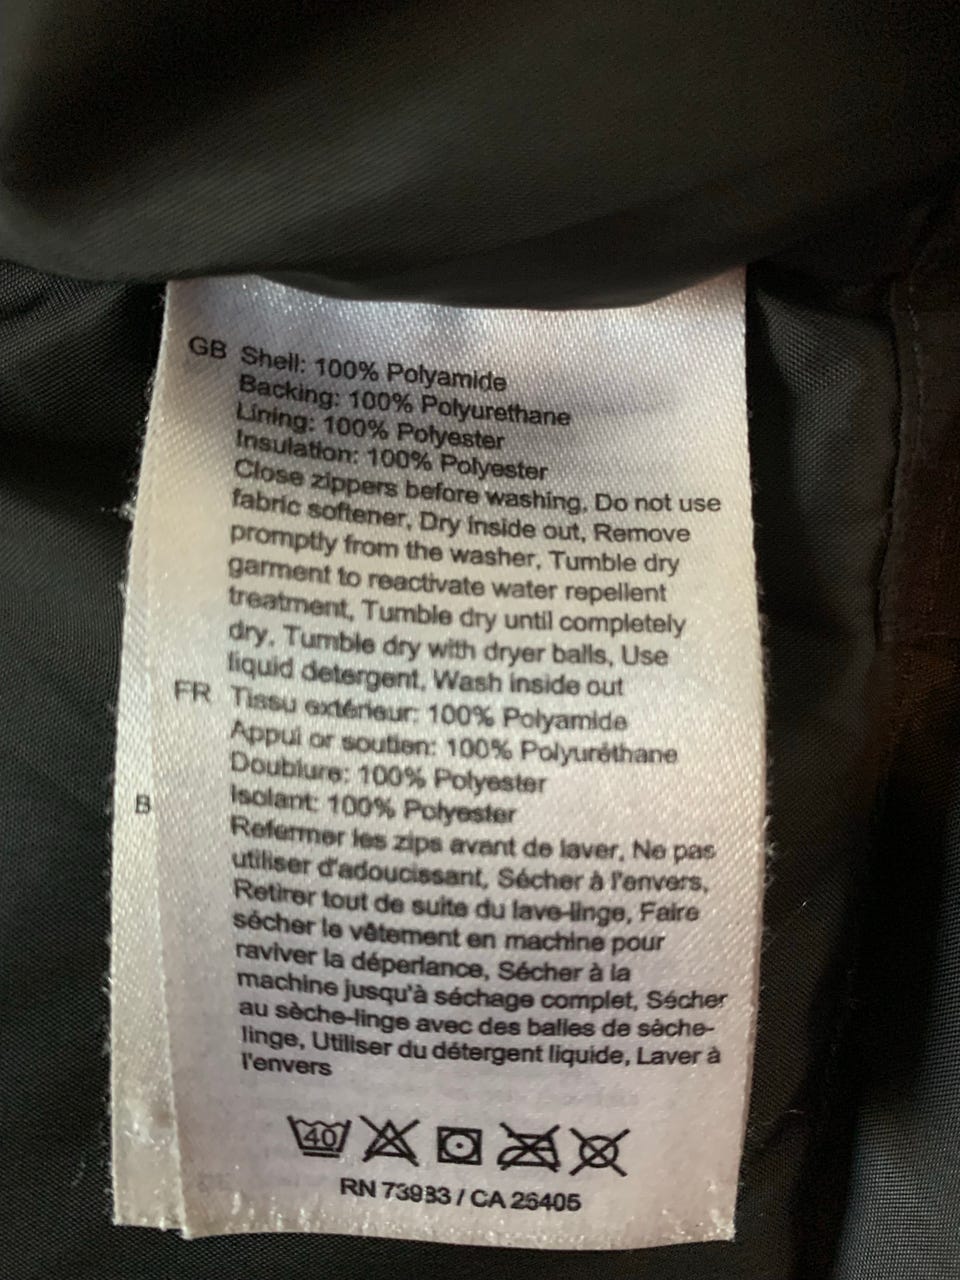 GB Shell: 100% Polyamide
Backing: 100% Polyurethane
Lining: 100% Polyester
Insulation: 100% Polyester
Close zippers before washing, Do not use
fabric softener, Dry inside out, Remove
promptly from the washer, Tumble dry
garment to reactivate water repellent
treatment, Tumble dry until completely
dry, Tumble dry with dryer balls, Use
liquid detergent, Wash inside out
FR Tissu extérieur: 100% Polyamide
Appui or soutien: 100% Polyuréthane
Doublure: 100% Polyester
Isolant: 100% Polyester
Refermer les zips avant de laver, Ne pas
utiliser d'adoucissant, Sécher à l'envers,
Retirer tout de suite du lave-linge, Faire
sécher le vêtement en machine pour
raviver la déperlance, Sécher à la
machine jusqu'à séchage complet, Sécher
au sèche-linge avec des balles de sèche-
linge, Utiliser du détergent liquide, Laver à
l'envers
B
40
RN 73983 / CA 26405